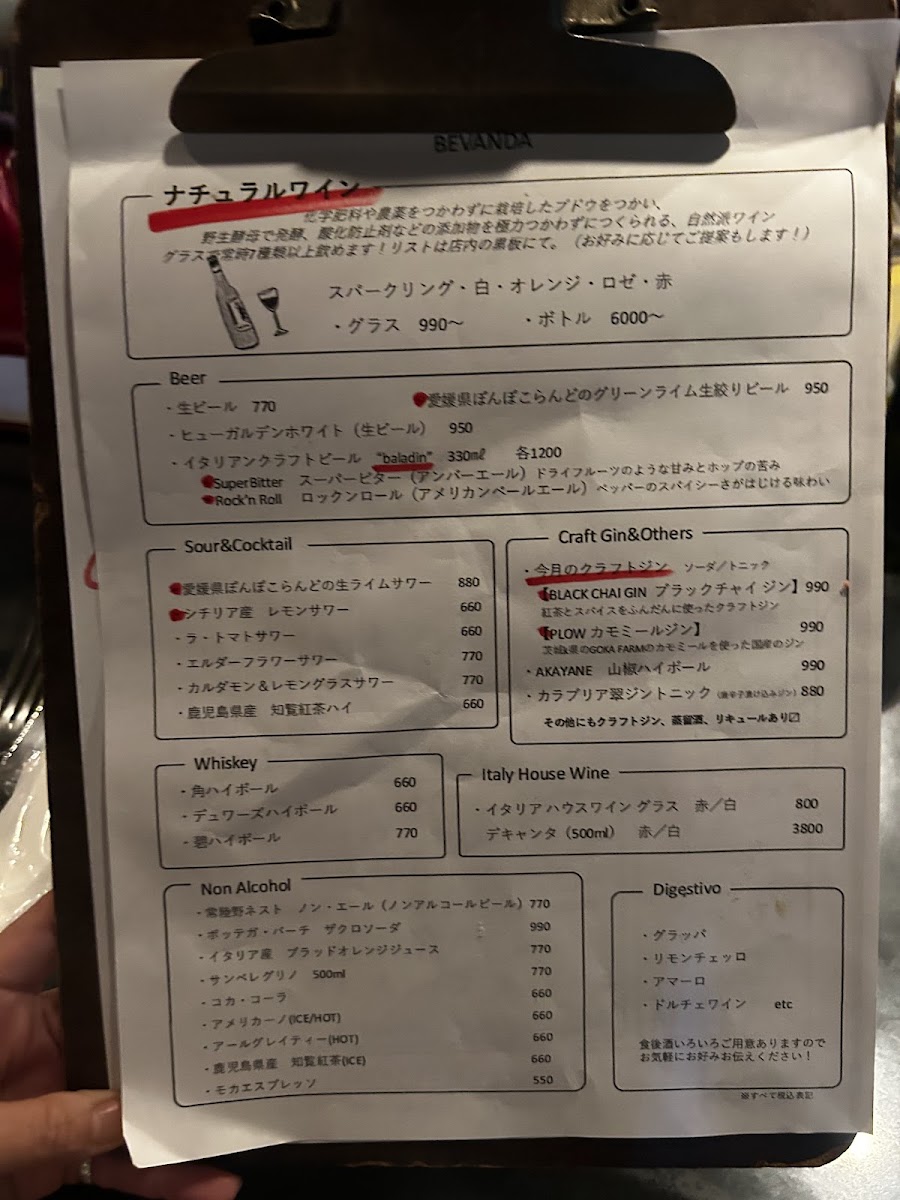 BEVANDA
ナチュラルワイン
化学肥料や農薬をつかわずに栽培したブドウをつかい、
野生酵母で発酵、酸化防止剤などの添加物を極力つかわずにつくられる、自然派ワイン
グラスで常時7種類以上飲めます！リストは店内の黒板にて。（お好みに応じてご提案もします！）
スパークリング・白・オレンジ・ロゼ・赤
・グラス 990～ ・ボトル 6000～
Beer
・生ビール 770 愛媛県ぽんぽこらんどのグリーンライム生絞りビール 950
・ヒューガルデンホワイト（生ビール） 950
・イタリアンクラフトビール "baladin" 330㎖ 各1200
SuperBitter スーパービター（アンバーエール）ドライフルーツのような甘みとホップの苦み
Rock'n Roll ロックンロール（アメリカンペールエール）ペッパーのスパイシーさがはじける味わい
Sour&Cocktail
愛媛県ぽんぽこらんどの生ライムサワー 880
シチリア産 レモンサワー 660
・ラ・トマトサワー 660
・エルダーフラワーサワー 770
・カルダモン＆レモングラスサワー 770
・鹿児島県産 知覧紅茶ハイ 660
Craft Gin&Others
・今月のクラフトジン ソーダ／トニック
【BLACK CHAI GIN ブラックチャイ ジン】990
紅茶とスパイスをふんだんに使ったクラフトジン
【PLOW カモミールジン】 990
茨城県のGOKA FARMのカモミールを使った国産のジン
・AKAYANE 山椒ハイボール 990
・カラブリア翠ジントニック（唐辛子漬け込みジン）880
その他にもクラフトジン、蒸留酒、リキュールあり〼
Whiskey
・角ハイボール 660
・デュワーズハイボール 660
・碧ハイボール 770
Italy House Wine
・イタリア ハウスワイン グラス 赤／白 800
デキャンタ（500ml） 赤／白 3800
Non Alcohol
・常陸野ネスト ノン・エール（ノンアルコールビール）770
・ボッテガ・バーチ ザクロソーダ 990
・イタリア産 ブラッドオレンジジュース 770
・サンペレグリノ 500ml 770
・コカ・コーラ 660
・アメリカーノ(ICE/HOT) 660
・アールグレイティー(HOT) 660
・鹿児島県産 知覧紅茶(ICE) 660
・モカエスプレッソ 550
Digestivo
・グラッパ
・リモンチェッロ
・アマーロ
・ドルチェワイン etc
食後酒いろいろご用意ありますので
お気軽にお好みお伝えください！
※すべて税込表記